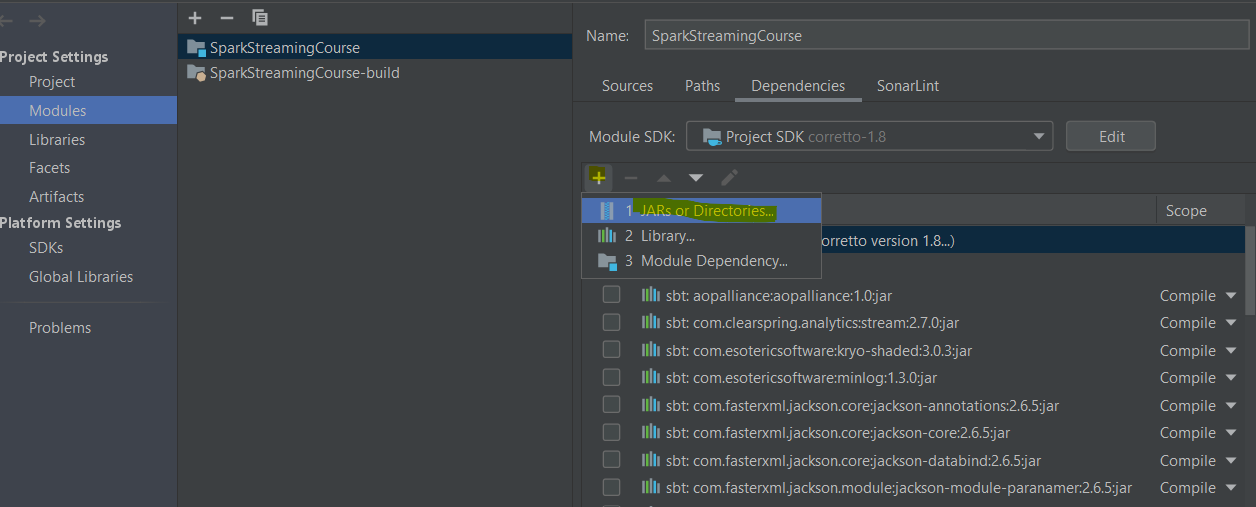 Project Settings
Project
Modules
Libraries
Facets
Artifacts
Platform Settings
SDKs
Global Libraries
Problems
SparkStreamingCourse
SparkStreamingCourse-build
Name: SparkStreamingCourse
Sources Paths Dependencies SonarLint
Module SDK: Project SDK corretto-1.8 Edit
1 JARs or Directories...
2 Library...
3 Module Dependency...
Scope
orretto version 1.8...)
sbt: aopalliance:aopalliance:1.0:jar Compile
sbt: com.clearspring.analytics:stream:2.7.0:jar Compile
sbt: com.esotericsoftware:kryo-shaded:3.0.3:jar Compile
sbt: com.esotericsoftware:minlog:1.3.0:jar Compile
sbt: com.fasterxml.jackson.core:jackson-annotations:2.6.5:jar Compile
sbt: com.fasterxml.jackson.core:jackson-core:2.6.5:jar Compile
sbt: com.fasterxml.jackson.core:jackson-databind:2.6.5:jar Compile
sbt: com.fasterxml.jackson.module:jackson-module-paranamer:2.6.5:jar Compile